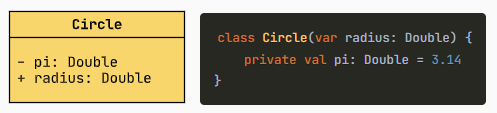 Circle
- pi: Double
+ radius: Double
class Circle(var radius: Double) {
    private val pi: Double = 3.14
}